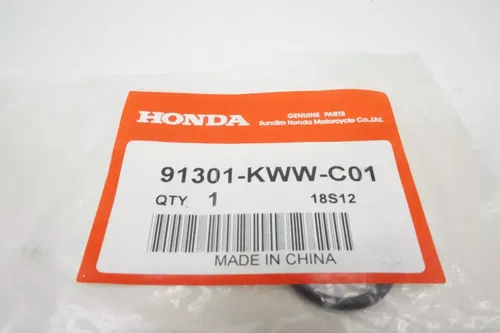 HONDA
GENUINE PARTS
Sundiro Honda Motorcycle Co.,Ltd.
91301-KWW-C01
QTY 1 18S12
MADE IN CHINA